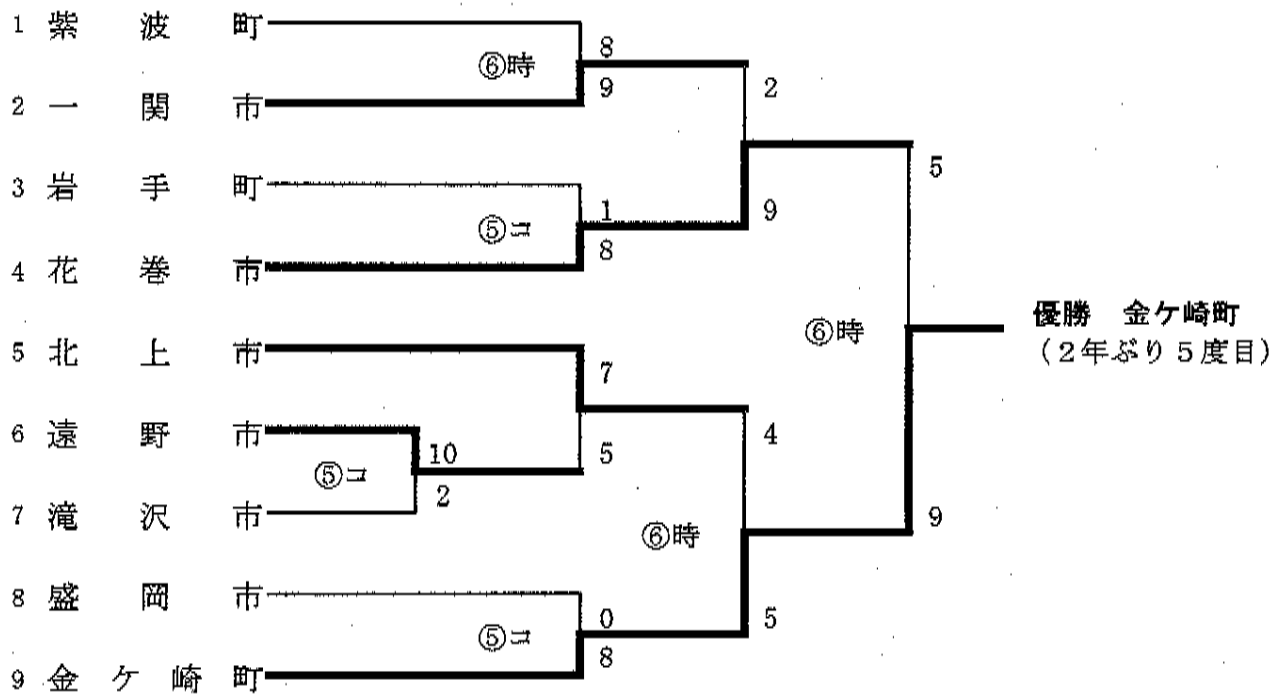 1 紫波町
8
⑥時
9
2
2 一関市
5
3 岩手町
1
9
⑤コ
8
4 花巻市
優勝 金ケ崎町
⑥時
(2年ぶり5度目)
5 北上市
7
6 遠野市
10
5
4
⑤コ
2
7 滝沢市
⑥時
9
8 盛岡市
0
5
⑤コ
8
9 金ケ崎町